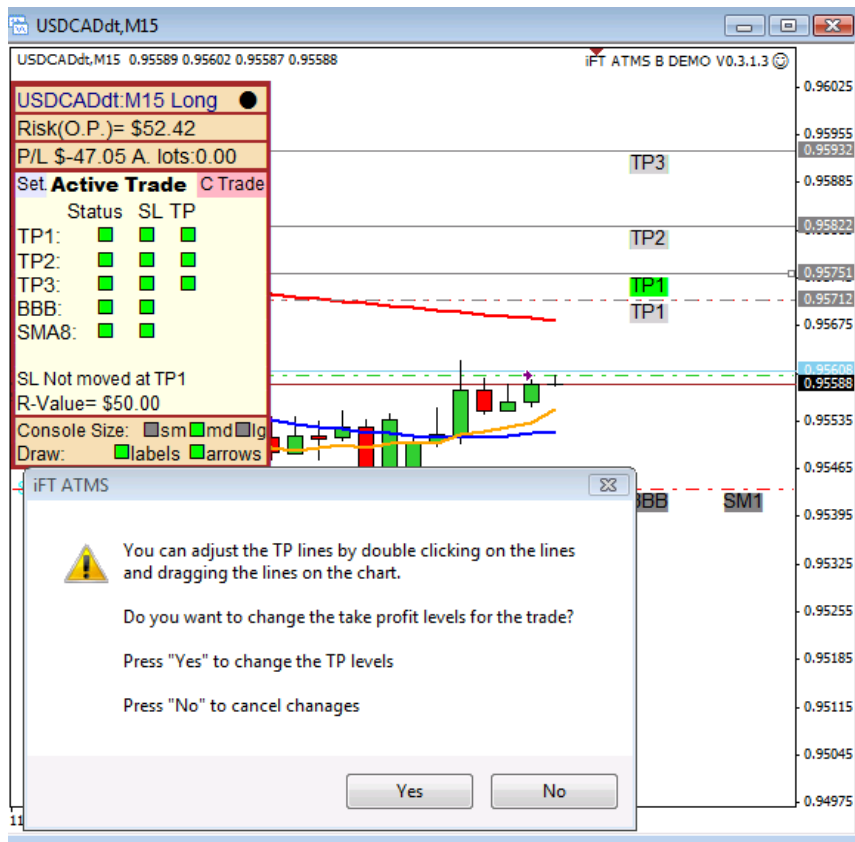 USDCADdt,M15
USDCADdt,M15 0.95589 0.95602 0.95587 0.95588
iFT ATMS B DEMO V0.3.1.3
0.96025
0.95955
0.95932
0.95885
0.95822
0.95751
0.95712
0.95675
0.95608
0.95588
0.95535
0.95465
0.95395
0.95325
0.95255
0.95185
0.95115
0.95045
0.94975
USDCADdt:M15 Long
Risk(O.P.)= $52.42
P/L $-47.05 A. lots:0.00
Set. Active Trade C Trade
Status SL TP
TP1:
TP2:
TP3:
BBB:
SMA8:
SL Not moved at TP1
R-Value= $50.00
Console Size: sm md lg
Draw: labels arrows
TP3
TP2
TP1
TP1
BBB SM1
iFT ATMS
You can adjust the TP lines by double clicking on the lines
and dragging the lines on the chart.
Do you want to change the take profit levels for the trade?
Press "Yes" to change the TP levels
Press "No" to cancel chanages
Yes No
11